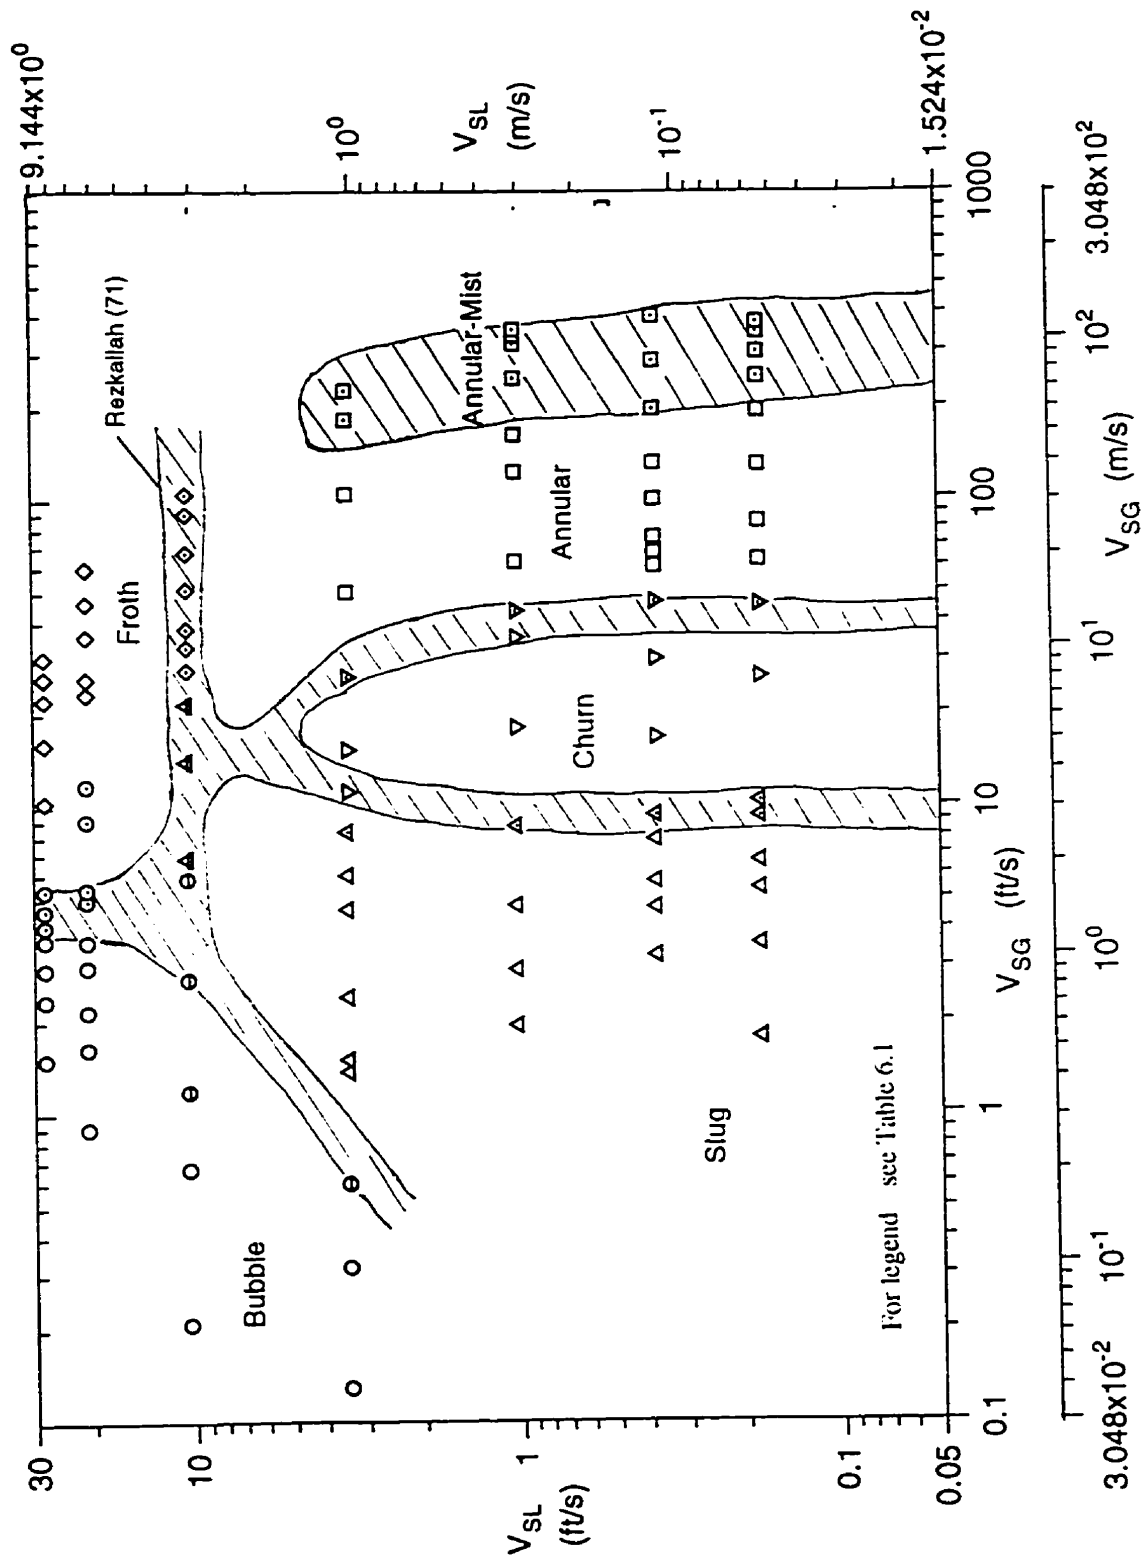 9.144x10⁰
10⁰
V_SL
(m/s)
10⁻¹
1.524x10⁻²
30
10
V_SL
(ft/s)
1
0.1
0.05
Rezkallah (71)
Froth
Bubble
Annular-Mist
Annular
Churn
Slug
For legend see Table 6.1
0.1
1
10
100
1000
V_SG (ft/s)
3.048x10⁻²
10⁻¹
10⁰
10¹
10²
3.048x10²
V_SG (m/s)